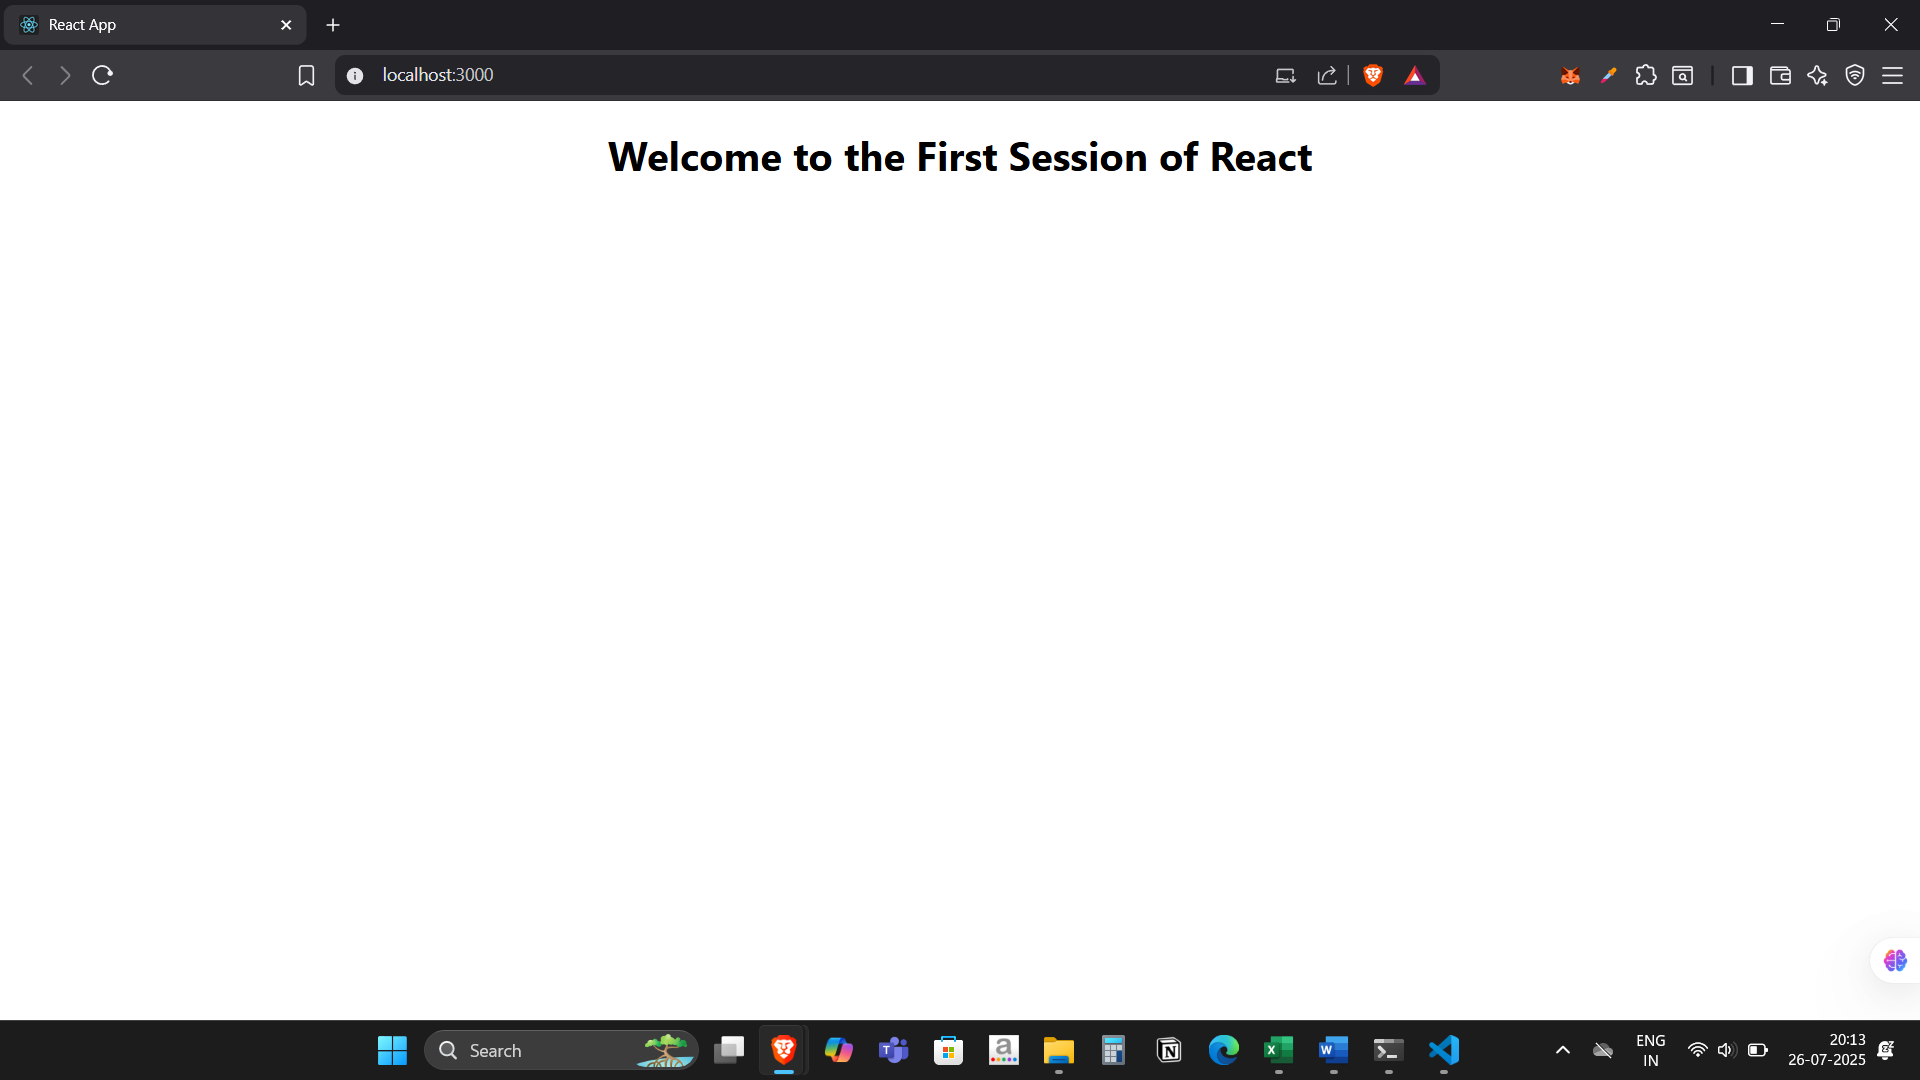 React App
localhost:3000
Welcome to the First Session of React
Search
ENG
IN
20:13
26-07-2025